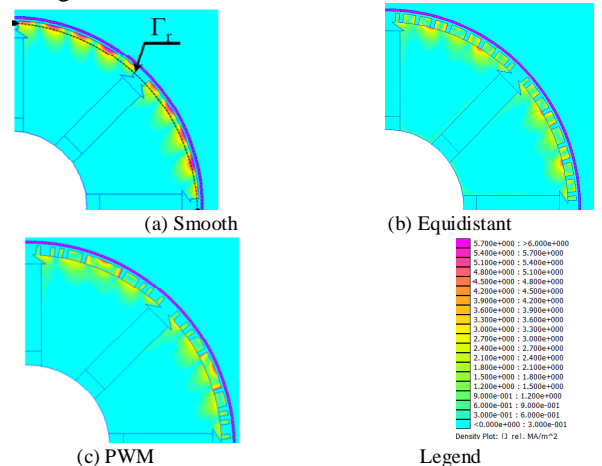 Γr
(a) Smooth
(b) Equidistant
5.700e+000 : >6.000e+000
5.400e+000 : 5.700e+000
5.100e+000 : 5.400e+000
4.800e+000 : 5.100e+000
4.500e+000 : 4.800e+000
4.200e+000 : 4.500e+000
3.900e+000 : 4.200e+000
3.600e+000 : 3.900e+000
3.300e+000 : 3.600e+000
3.000e+000 : 3.300e+000
2.700e+000 : 3.000e+000
2.400e+000 : 2.700e+000
2.100e+000 : 2.400e+000
1.800e+000 : 2.100e+000
1.500e+000 : 1.800e+000
1.200e+000 : 1.500e+000
9.000e-001 : 1.200e+000
6.000e-001 : 9.000e-001
3.000e-001 : 6.000e-001
<0.000e+000 : 3.000e-001
Density Plot: |J re|, MA/m^2
(c) PWM
Legend